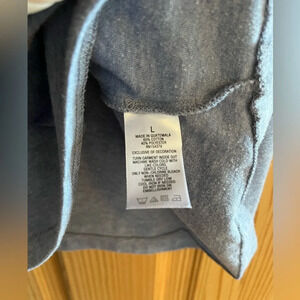 L
MADE IN GUATEMALA
60% COTTON
40% POLYESTER
EXCLUSIVE OF DECORATION
TURN GARMENT INSIDE OUT
MACHINE WASH COLD WITH
LIKE COLORS
GENTLE CYCLE
ONLY NON-CHLORINE BLEACH
WHEN NEEDED
TUMBLE DRY LOW
COOL IRON IF NEEDED
DO NOT IRON ON
EMBELLISHMENT